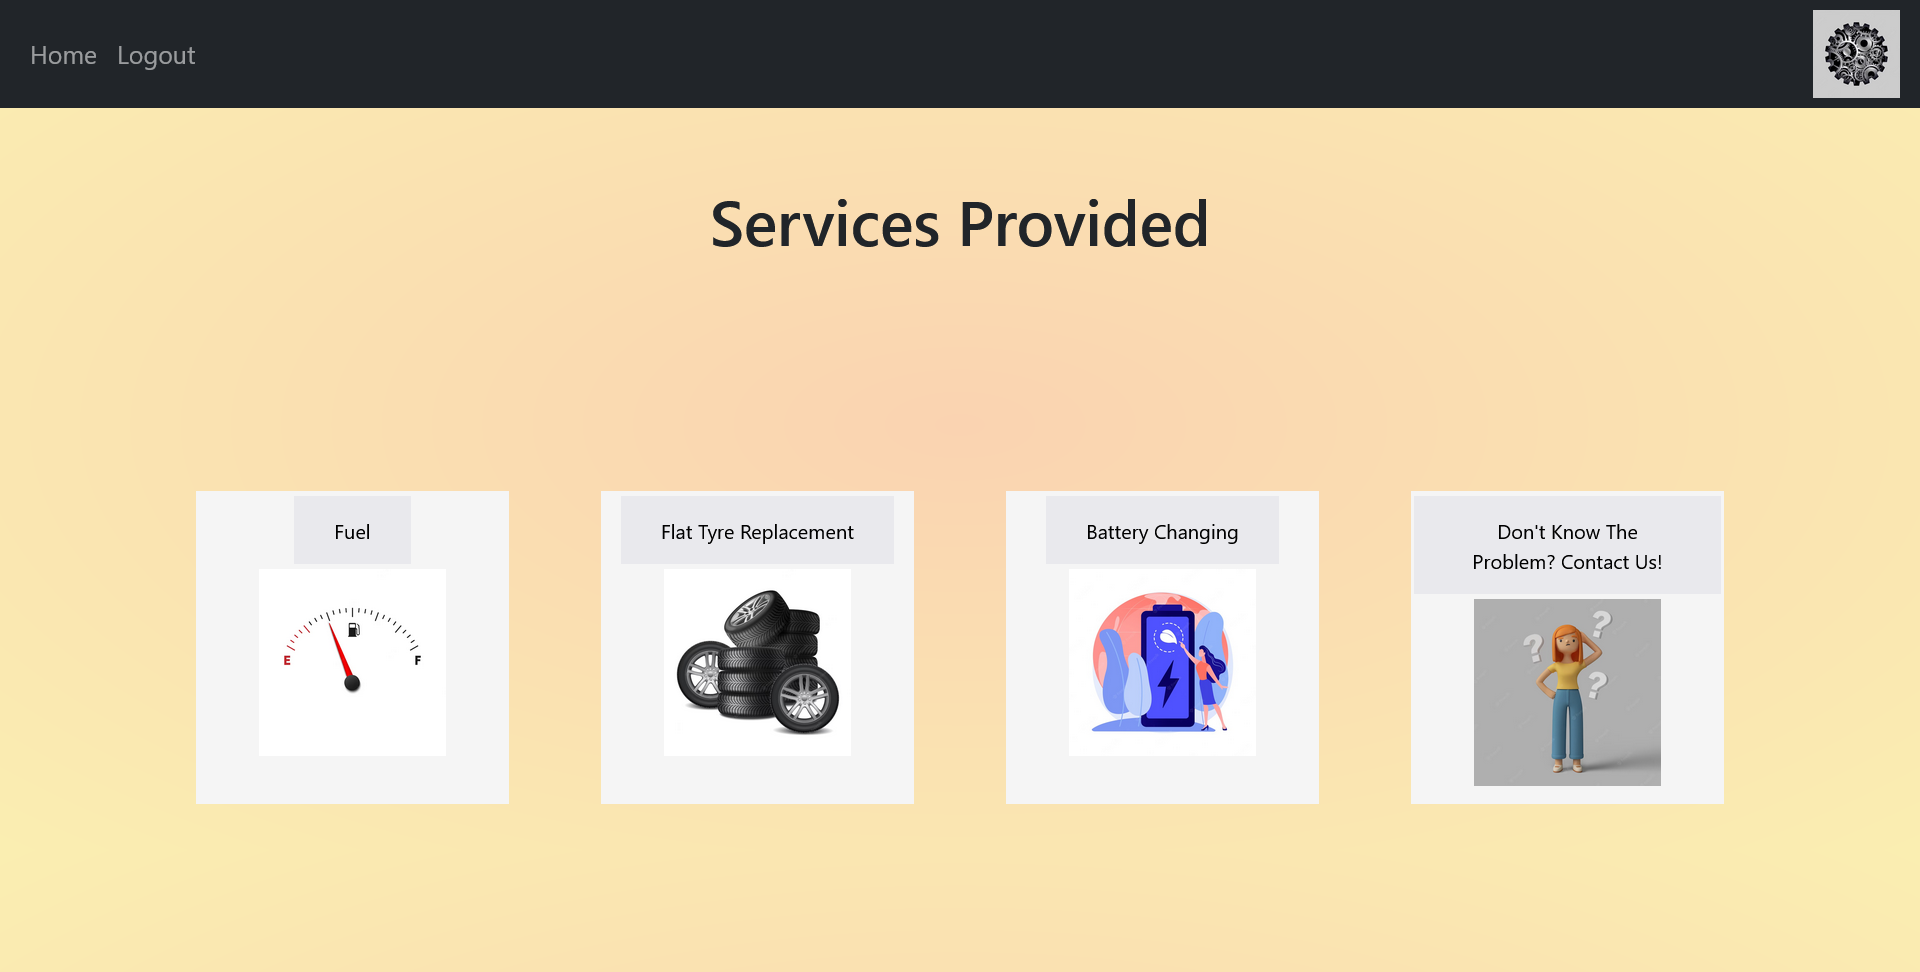 Home Logout
Services Provided
Fuel
E F
Flat Tyre Replacement
Battery Changing
Don't Know The
Problem? Contact Us!
? ? ?